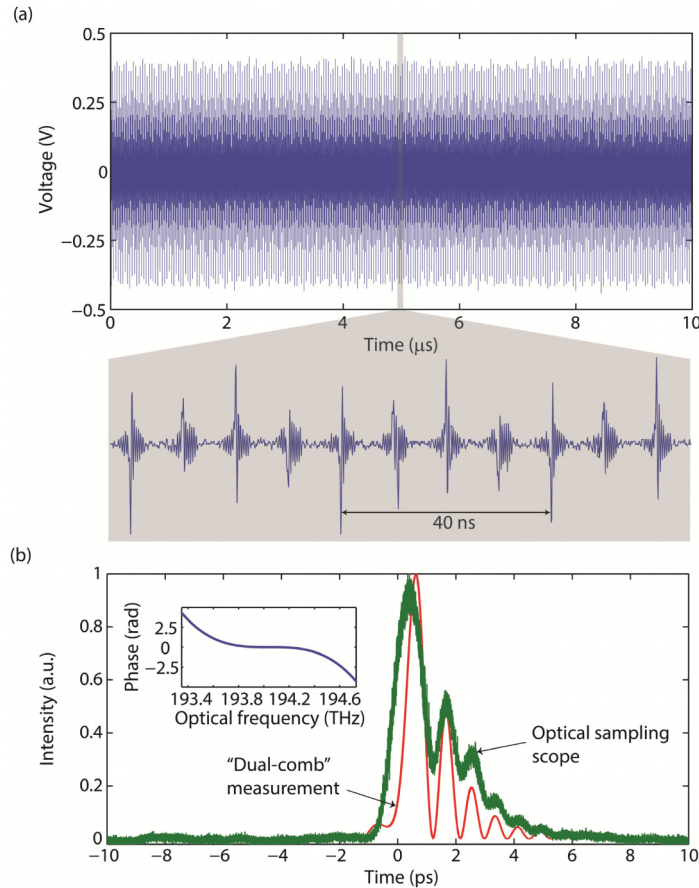 (a)
0.5
0.25
0
−0.25
−0.5
Voltage (V)
0 2 4 6 8 10
Time (μs)
40 ns
(b)
1
0.8
0.6
0.4
0.2
0
Intensity (a.u.)
2.5
0
−2.5
Phase (rad)
193.4 193.8 194.2 194.6
Optical frequency (THz)
"Dual-comb"
measurement
Optical sampling
scope
−10 −8 −6 −4 −2 0 2 4 6 8 10
Time (ps)